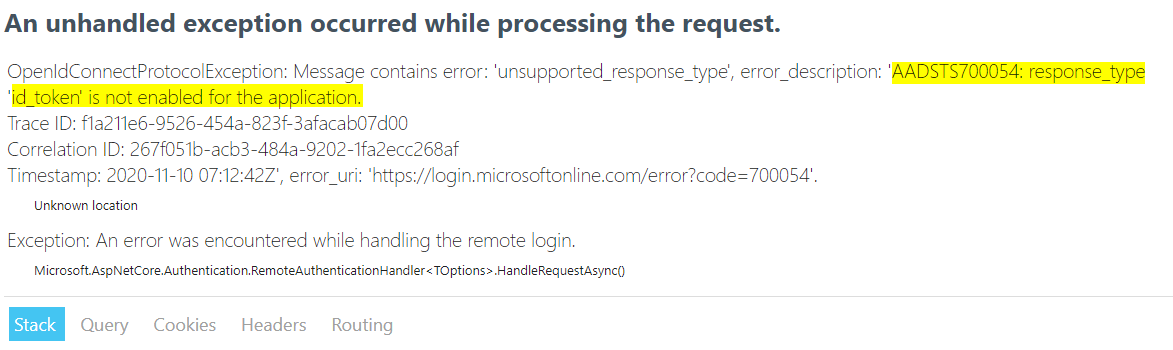 An unhandled exception occurred while processing the request.
OpenIdConnectProtocolException: Message contains error: 'unsupported_response_type', error_description: 'AADSTS700054: response_type
'id_token' is not enabled for the application.
Trace ID: f1a211e6-9526-454a-823f-3afacab07d00
Correlation ID: 267f051b-acb3-484a-9202-1fa2ecc268af
Timestamp: 2020-11-10 07:12:42Z', error_uri: 'https://login.microsoftonline.com/error?code=700054'.
Unknown location
Exception: An error was encountered while handling the remote login.
Microsoft.AspNetCore.Authentication.RemoteAuthenticationHandler<TOptions>.HandleRequestAsync()
Stack Query Cookies Headers Routing